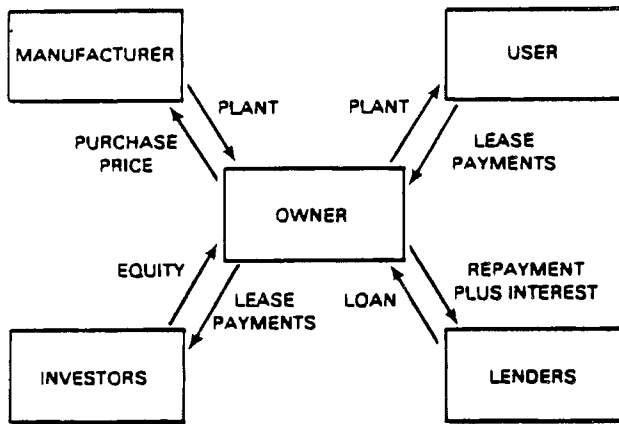 MANUFACTURER
USER
PLANT
PLANT
PURCHASE
PRICE
LEASE
PAYMENTS
OWNER
EQUITY
LEASE
PAYMENTS
LOAN
REPAYMENT
PLUS INTEREST
INVESTORS
LENDERS